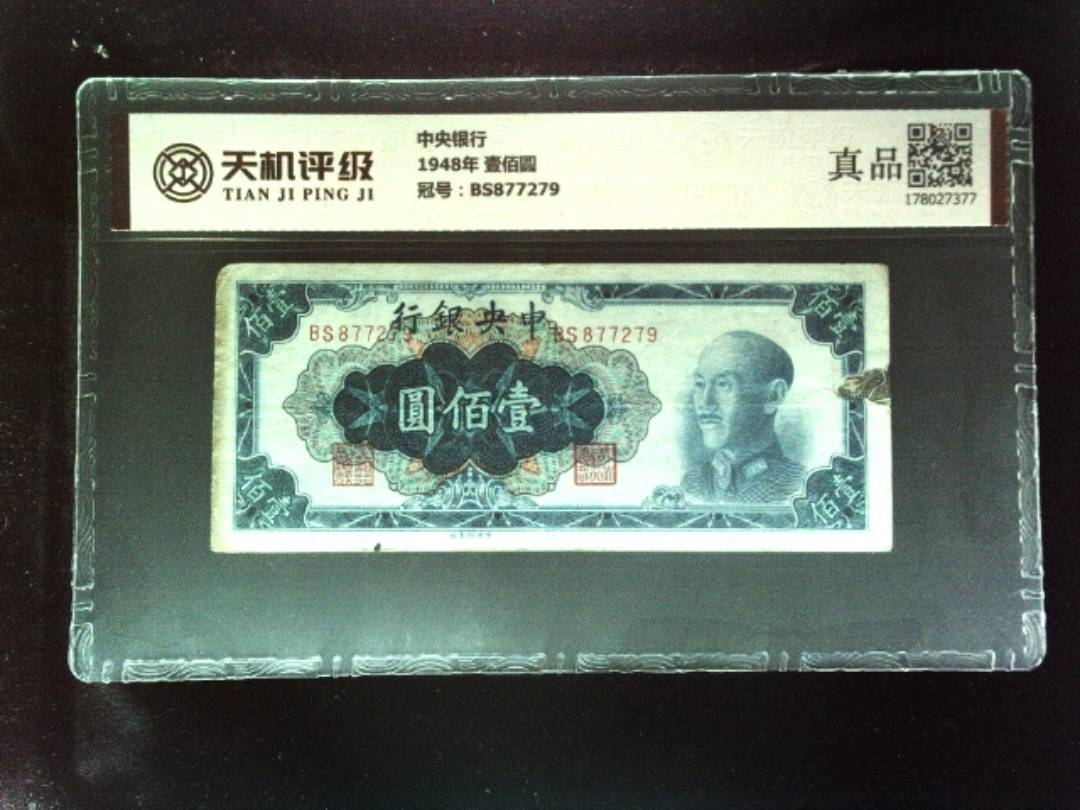 天机评级
TIAN JI PING JI
中央银行
1948年 壹佰圆
冠号：BS877279
真品
178027377
行銀央中
BS877279
BS877279
圓佰壹
壹佰
壹佰
壹佰
壹佰